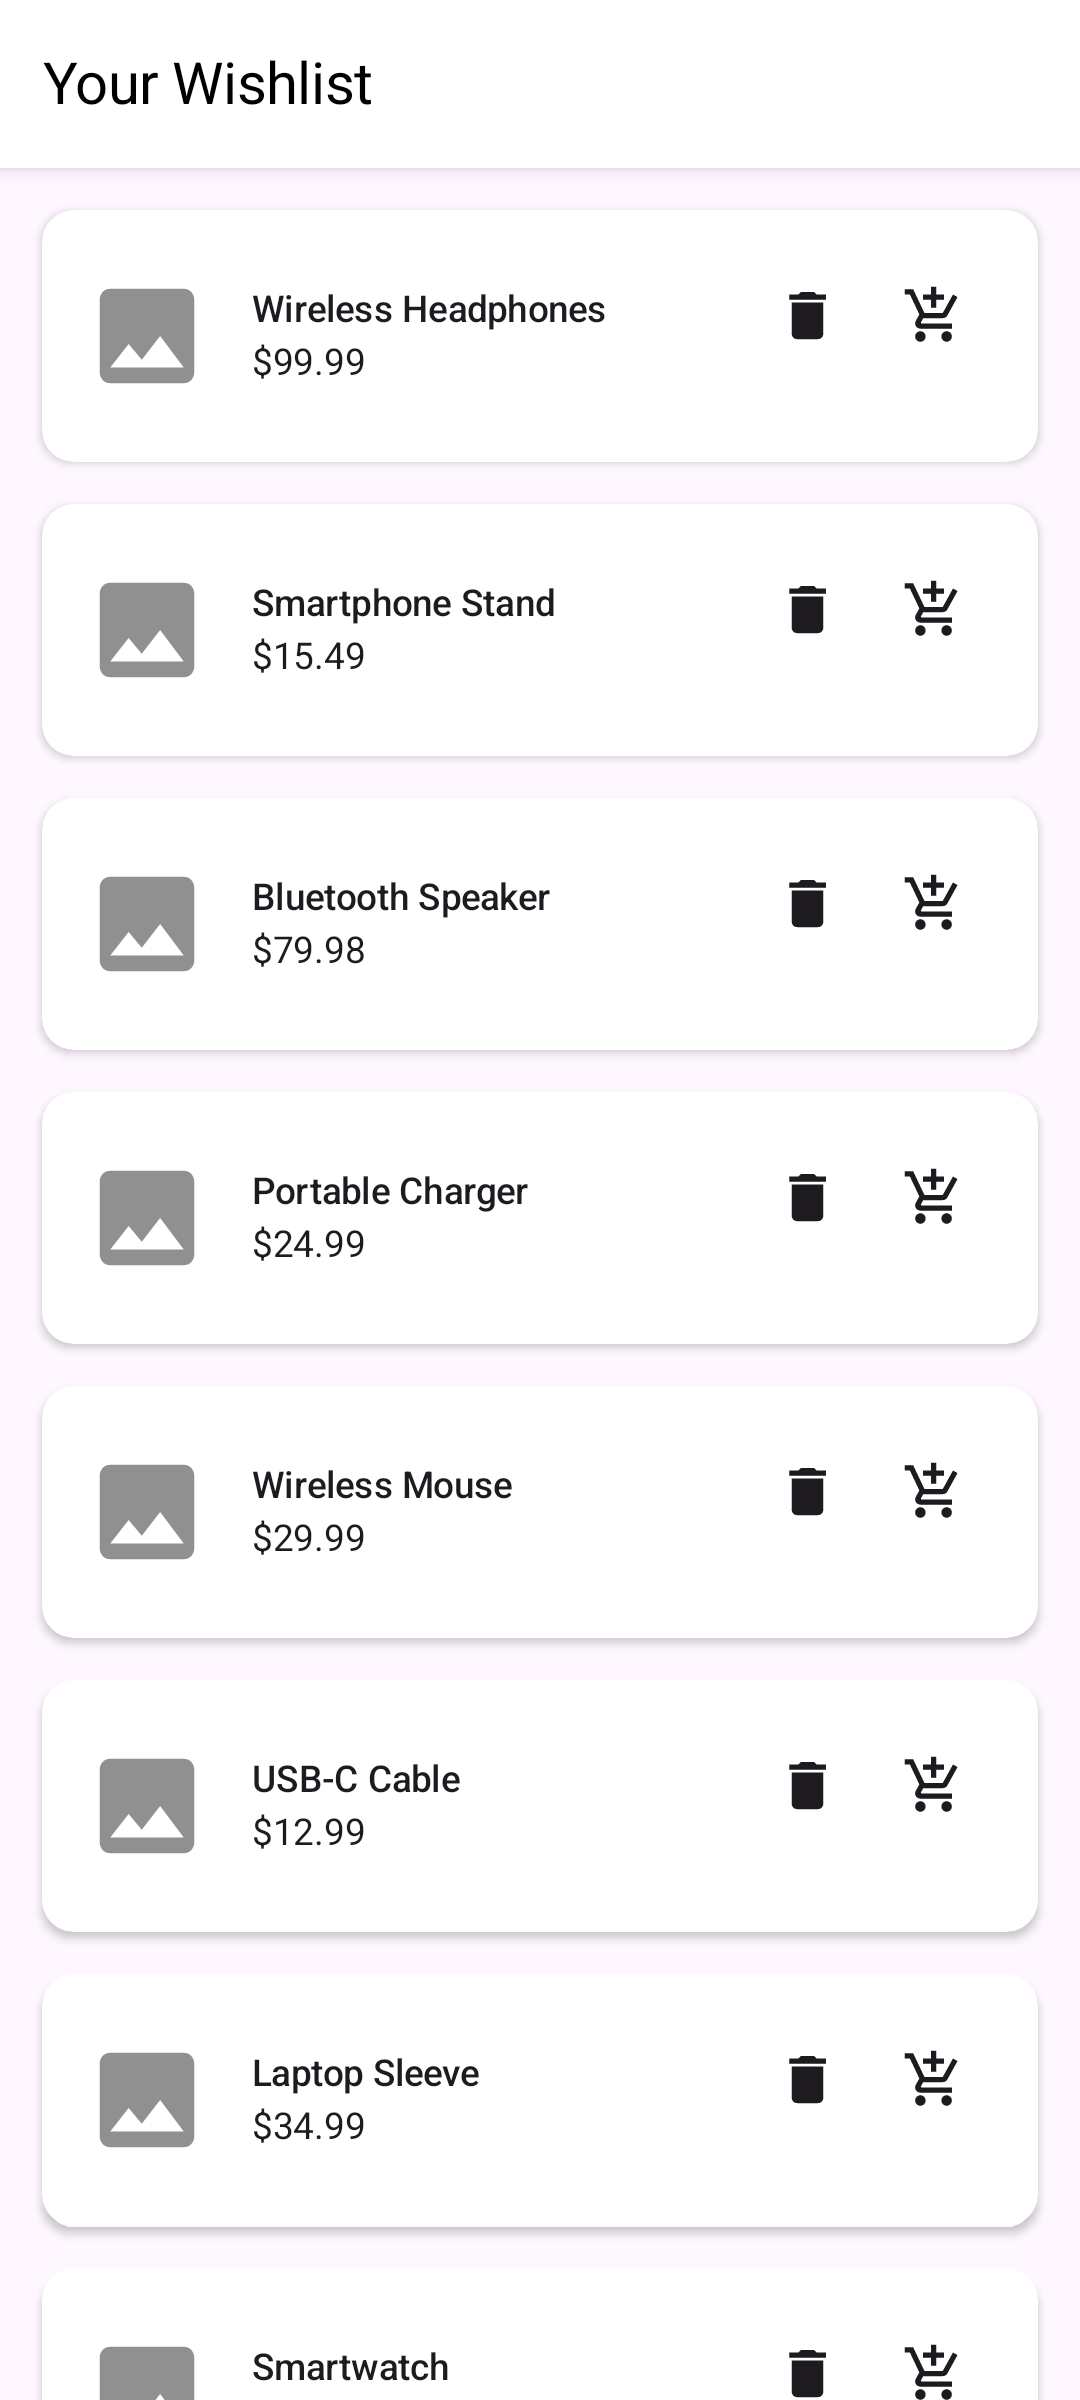 Your Wishlist
Wireless Headphones
$99.99
Smartphone Stand
$15.49
Bluetooth Speaker
$79.98
Portable Charger
$24.99
Wireless Mouse
$29.99
USB-C Cable
$12.99
Laptop Sleeve
$34.99
Smartwatch